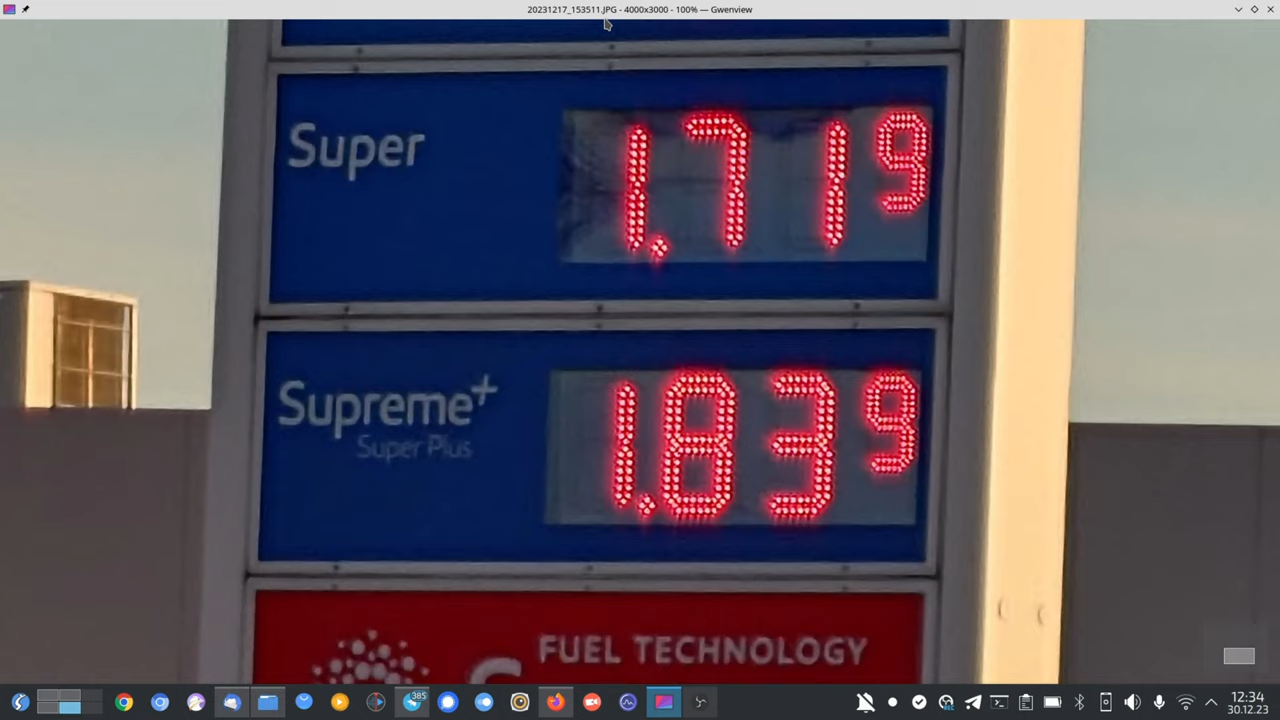 20231217_153511.JPG - 4000x3000 - 100% — Gwenview
Super
1.719
Supreme+
Super Plus
1.839
FUEL TECHNOLOGY
385
12:34
30.12.23